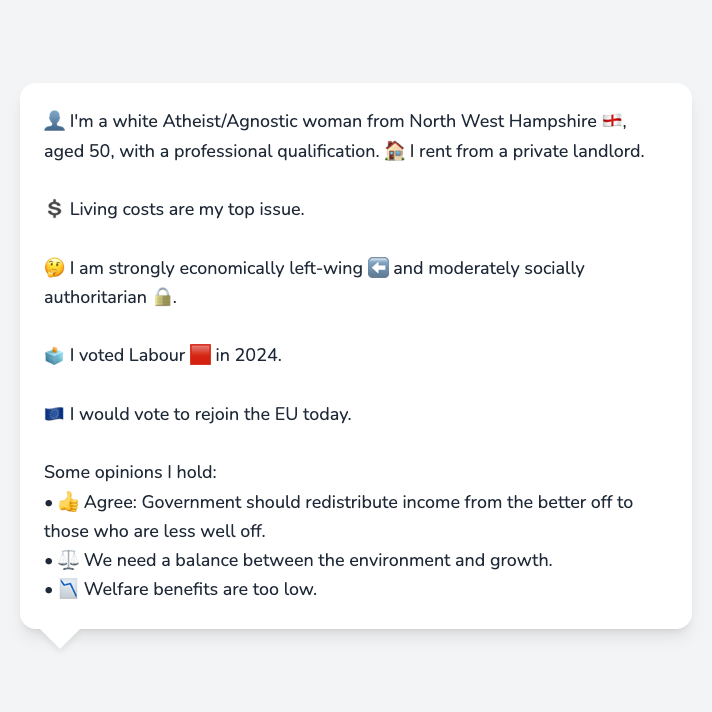 👤 I'm a white Atheist/Agnostic woman from North West Hampshire 🏴󠁧󠁢󠁥󠁮󠁧󠁿,
aged 50, with a professional qualification. 🏠 I rent from a private landlord.
💲 Living costs are my top issue.
🤔 I am strongly economically left-wing ⬅️ and moderately socially
authoritarian 🔒.
🗳️ I voted Labour 🟥 in 2024.
🇪🇺 I would vote to rejoin the EU today.
Some opinions I hold:
• 👍 Agree: Government should redistribute income from the better off to
those who are less well off.
• ⚖️ We need a balance between the environment and growth.
• 📉 Welfare benefits are too low.